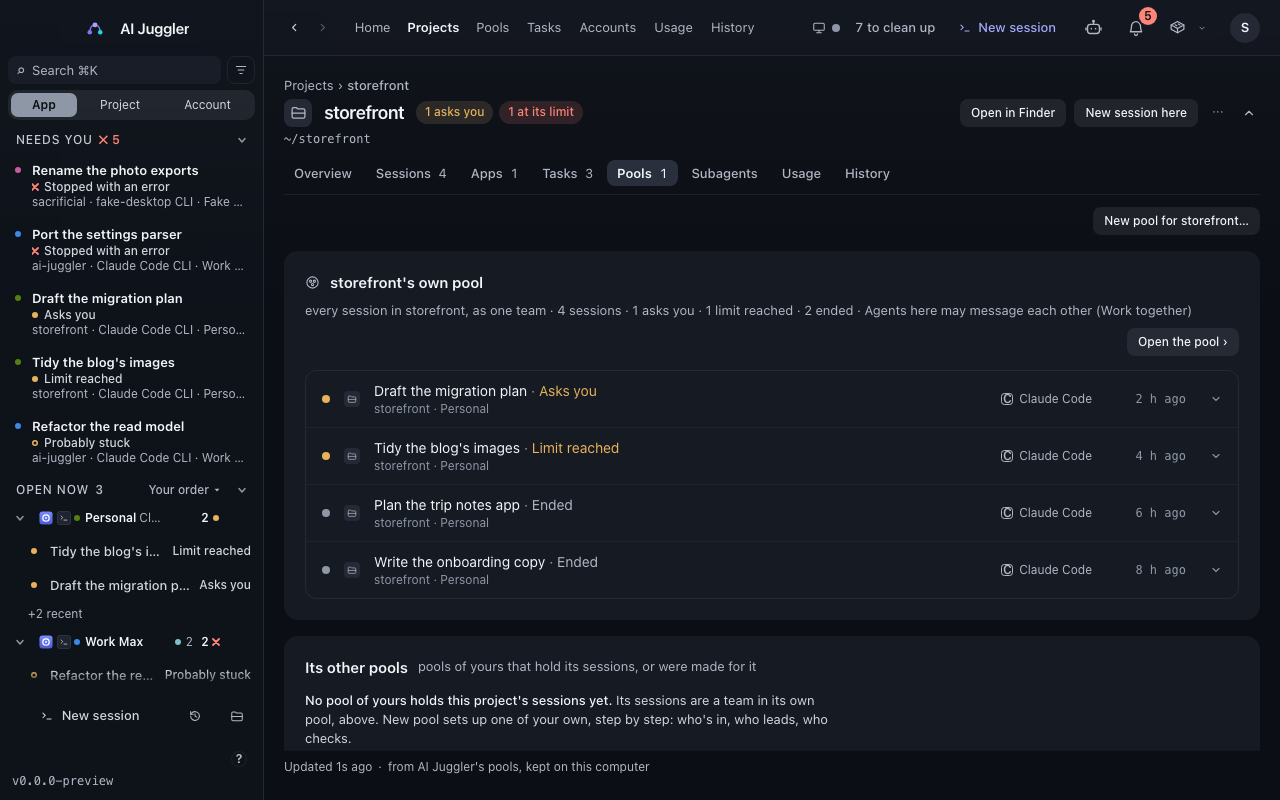 AI Juggler
Search ⌘K
App Project Account
NEEDS YOU 5
Rename the photo exports
Stopped with an error
sacrificial · fake-desktop CLI · Fake ...
Port the settings parser
Stopped with an error
ai-juggler · Claude Code CLI · Work ...
Draft the migration plan
Asks you
storefront · Claude Code CLI · Perso...
Tidy the blog's images
Limit reached
storefront · Claude Code CLI · Perso...
Refactor the read model
Probably stuck
ai-juggler · Claude Code CLI · Work ...
OPEN NOW 3 Your order
Personal Cl... 2
Tidy the blog's i... Limit reached
Draft the migration p... Asks you
+2 recent
Work Max 2 2
Refactor the re... Probably stuck
New session
?
v0.0.0-preview
Home Projects Pools Tasks Accounts Usage History 7 to clean up New session 5 S
Projects › storefront
storefront 1 asks you 1 at its limit Open in Finder New session here ...
~/storefront
Overview Sessions 4 Apps 1 Tasks 3 Pools 1 Subagents Usage History
New pool for storefront...
storefront's own pool
every session in storefront, as one team · 4 sessions · 1 asks you · 1 limit reached · 2 ended · Agents here may message each other (Work together)
Open the pool ›
Draft the migration plan · Asks you
storefront · Personal
Claude Code 2 h ago
Tidy the blog's images · Limit reached
storefront · Personal
Claude Code 4 h ago
Plan the trip notes app · Ended
storefront · Personal
Claude Code 6 h ago
Write the onboarding copy · Ended
storefront · Personal
Claude Code 8 h ago
Its other pools pools of yours that hold its sessions, or were made for it
No pool of yours holds this project's sessions yet. Its sessions are a team in its own
pool, above. New pool sets up one of your own, step by step: who's in, who leads, who
checks.
Updated 1s ago · from AI Juggler's pools, kept on this computer